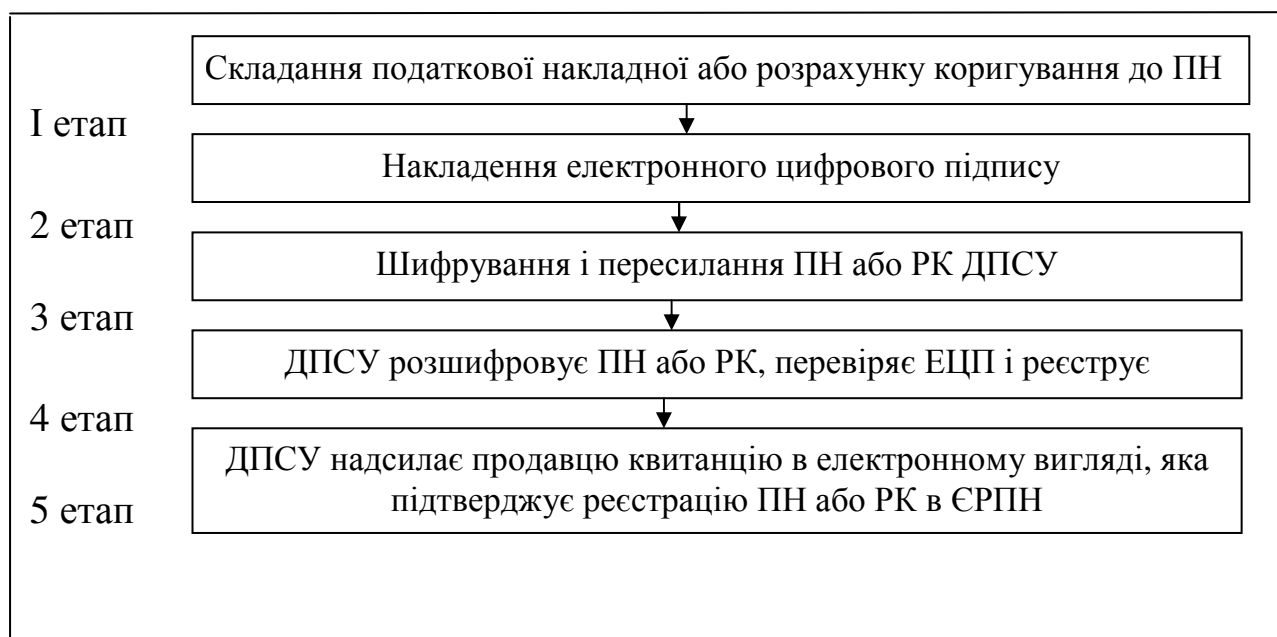 Складання податкової накладної або розрахунку коригування до ПН
І етап
Накладення електронного цифрового підпису
2 етап
Шифрування і пересилання ПН або РК ДПСУ
3 етап
ДПСУ розшифровує ПН або РК, перевіряє ЕЦП і реєструє
4 етап
ДПСУ надсилає продавцю квитанцію в електронному вигляді, яка
підтверджує реєстрацію ПН або РК в ЄРПН
5 етап